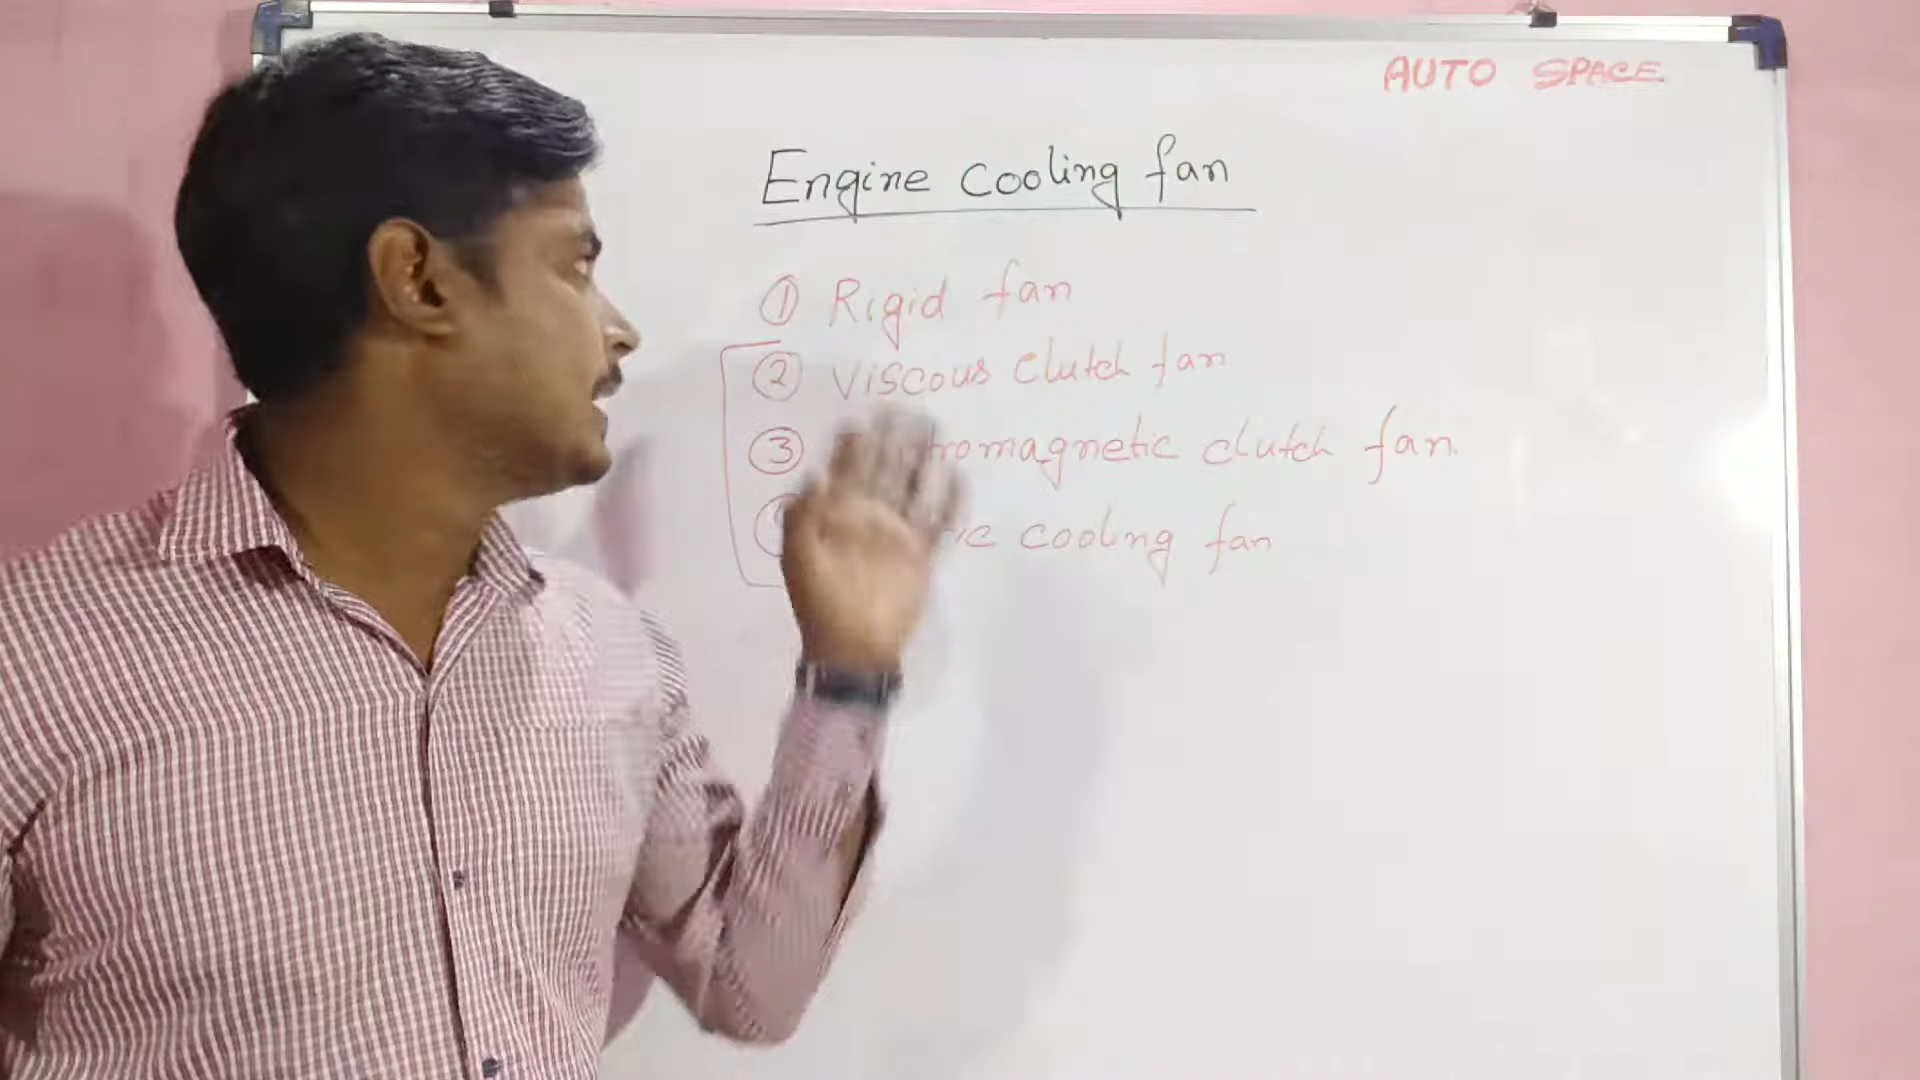 AUTO SPACE
Engine cooling fan
① Rigid fan
② Viscous clutch fan
③ clutch fan.
cooling fan